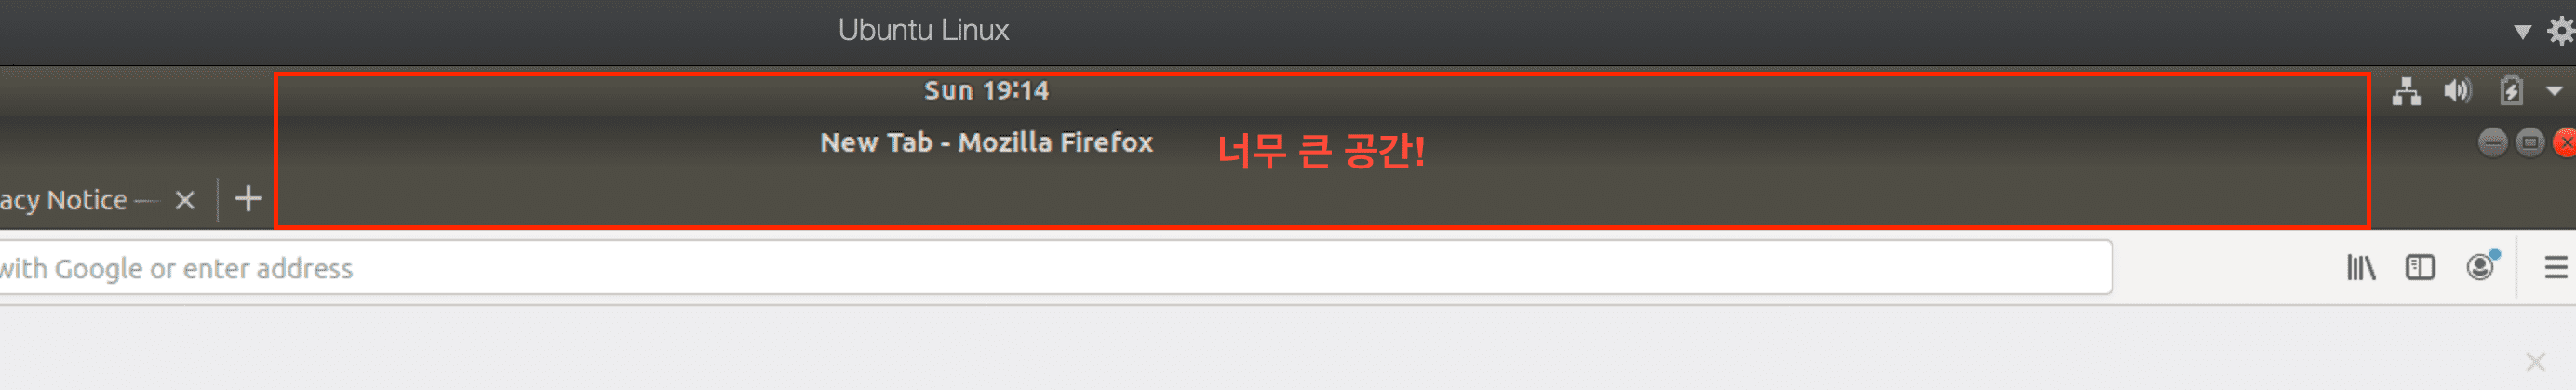 Ubuntu Linux
Sun 19:14
New Tab - Mozilla Firefox
너무 큰 공간!
acy Notice —
with Google or enter address